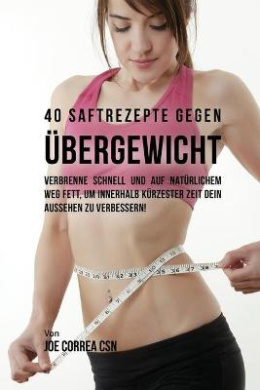 40 SAFTREZEPTE GEGEN
ÜBERGEWICHT
VERBRENNE SCHNELL UND AUF NATÜRLICHEM
WEG FETT, UM INNERHALB KÜRZESTER ZEIT DEIN
AUSSEHEN ZU VERBESSERN!
Von
JOE CORREA CSN